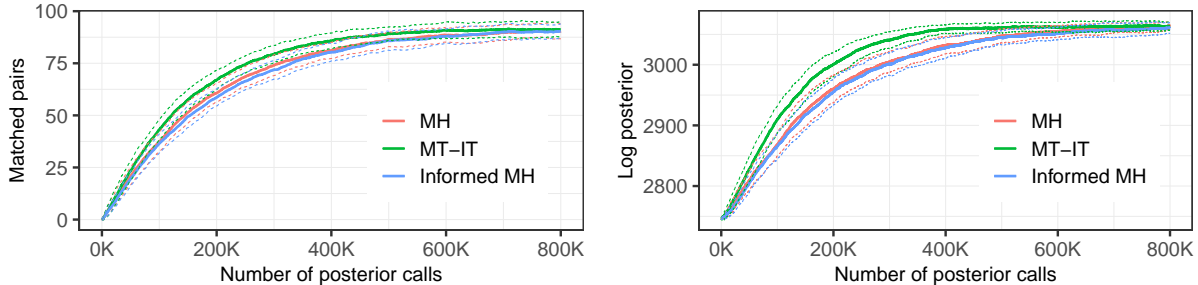 100
75
50
25
0
Matched pairs
MH
MT−IT
Informed MH
0K 200K 400K 600K 800K
Number of posterior calls
3000
2900
2800
Log posterior
MH
MT−IT
Informed MH
0K 200K 400K 600K 800K
Number of posterior calls